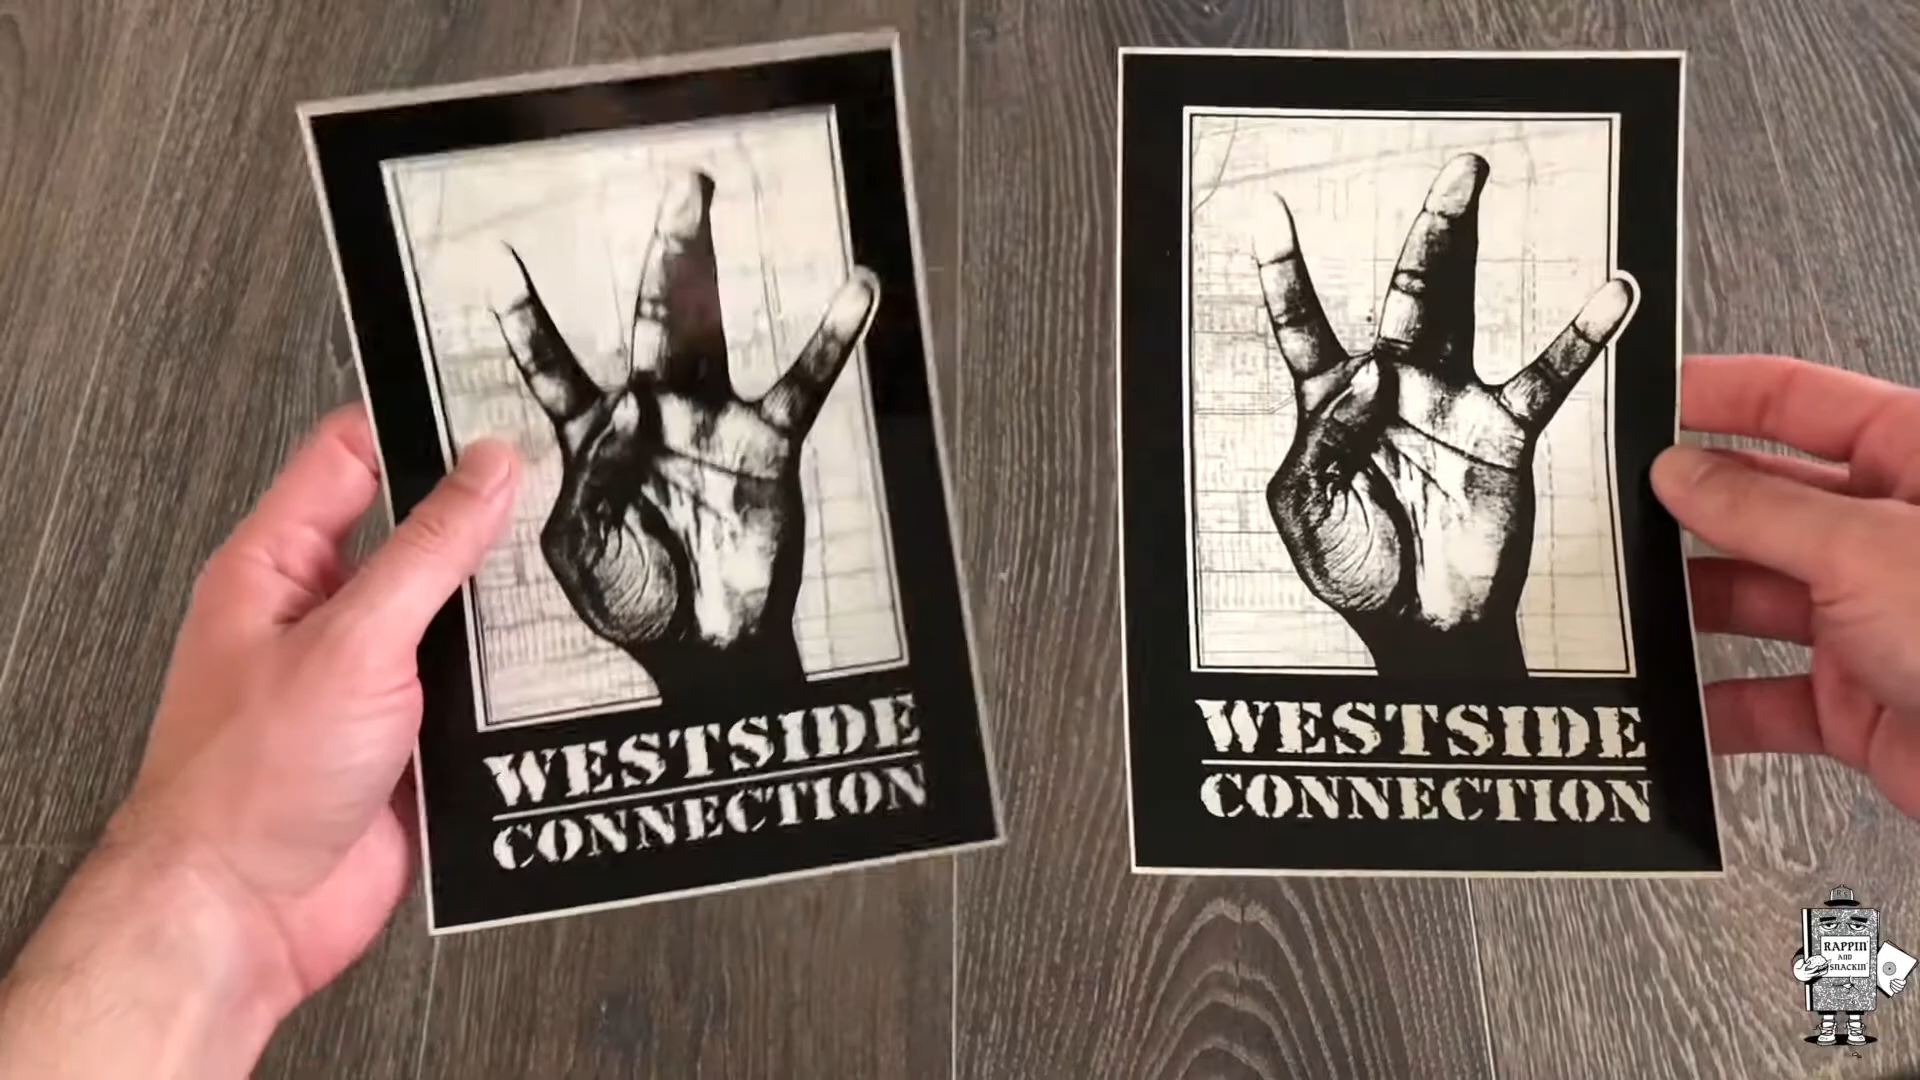 WESTSIDE
CONNECTION
WESTSIDE
CONNECTION
RAPPIN'
AND
SNACKIN'